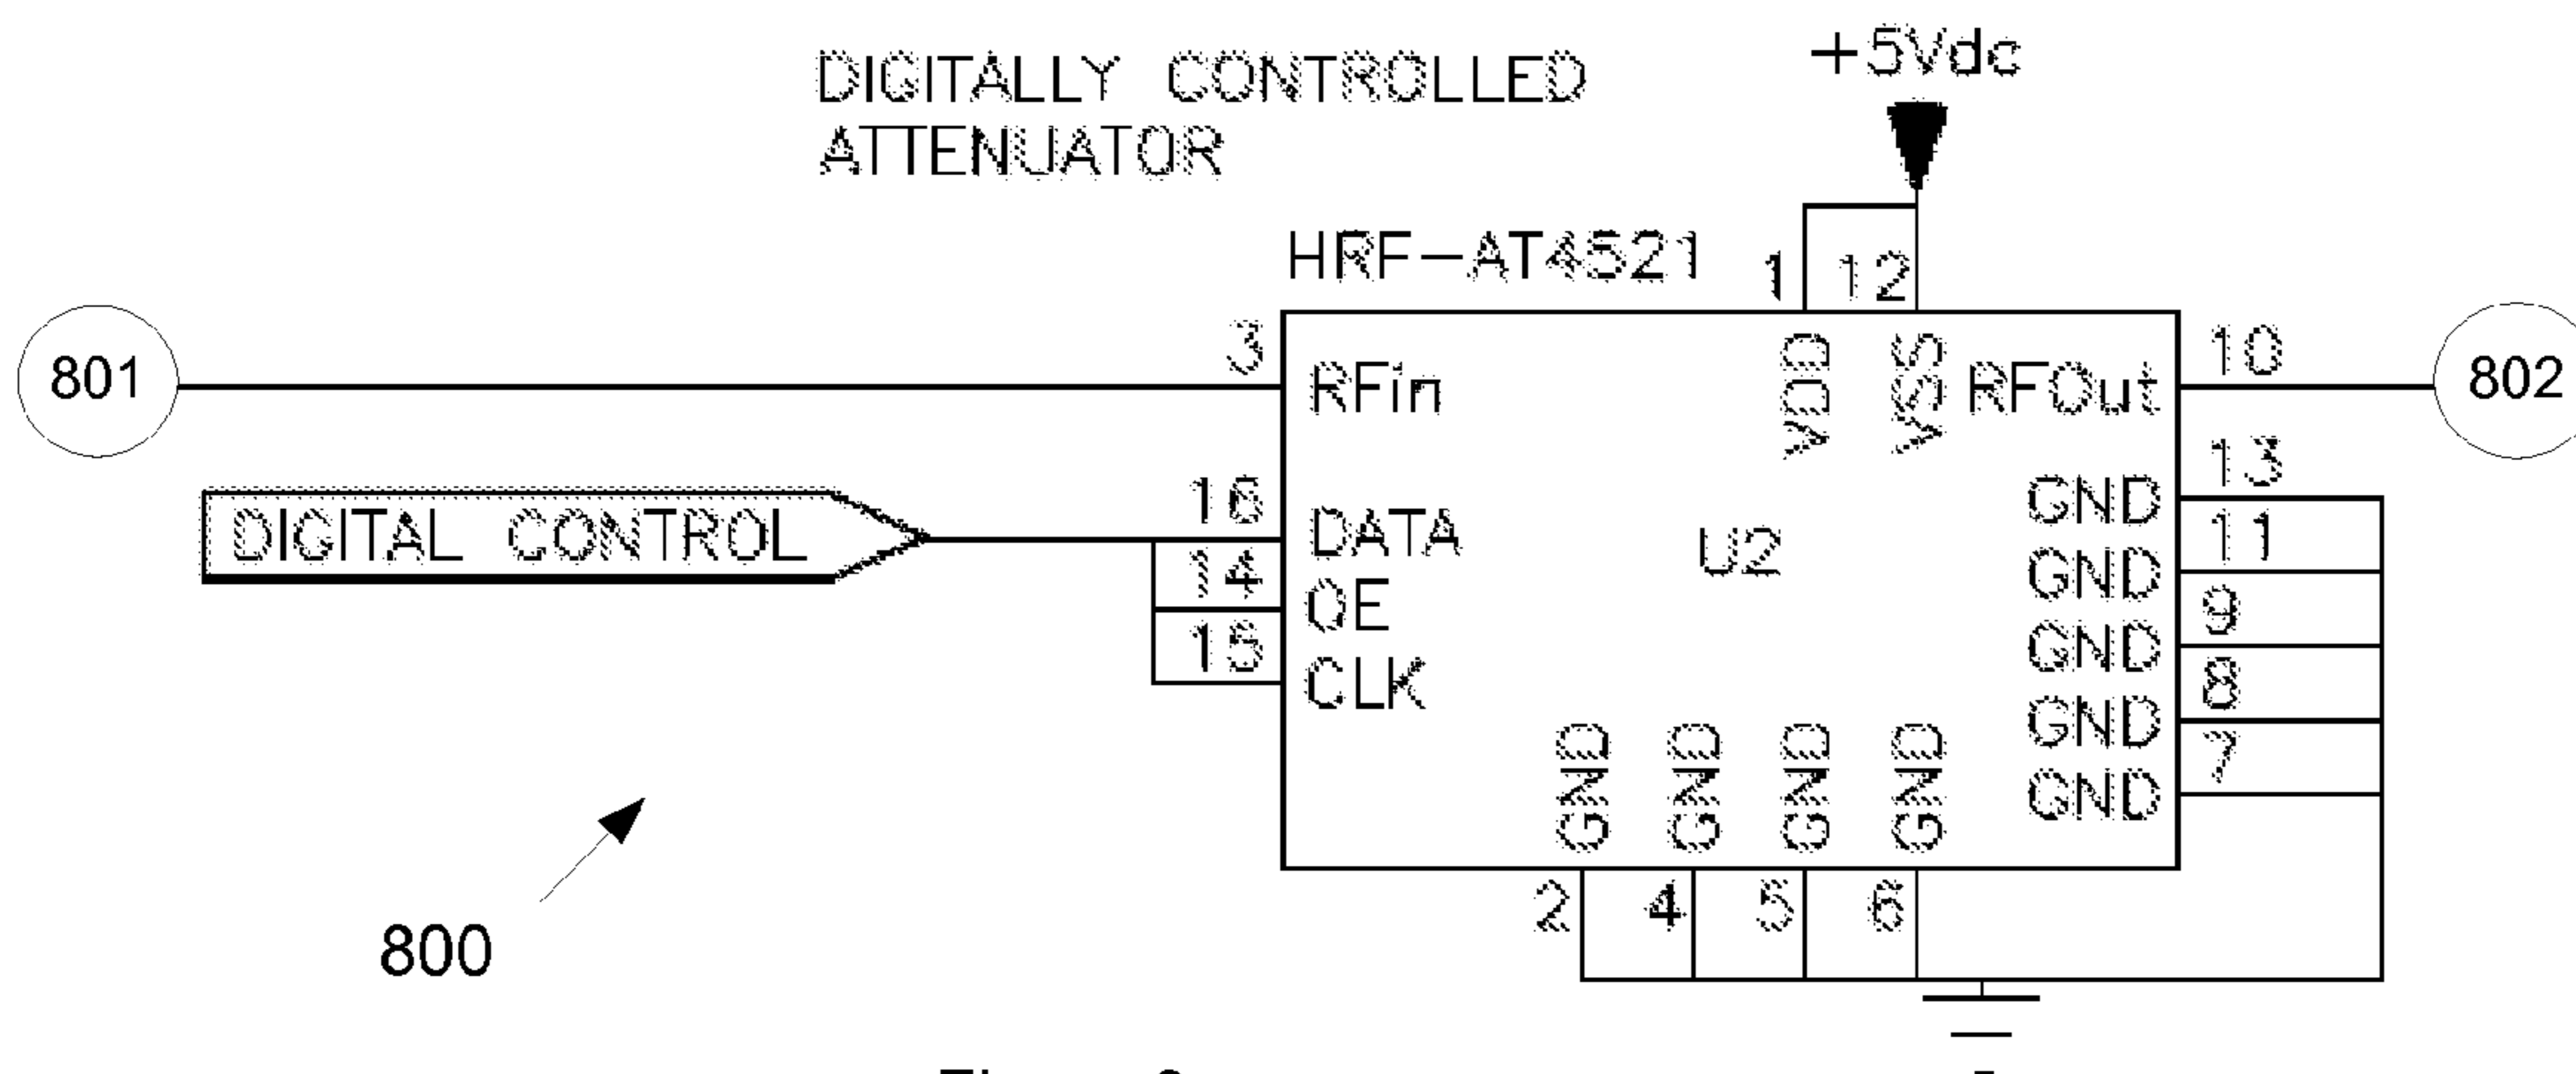 DIGITALLY CONTROLLED
ATTENUATOR
+5Vdc
HRF-AT4521
1
12
801
3
RFin
VDD
VSS
RFOut
10
802
DIGITAL CONTROL
16
DATA
14
OE
15
CLK
U2
13
GND
11
GND
9
GND
8
GND
7
GND
GND
GND
GND
GND
2
4
5
6
800